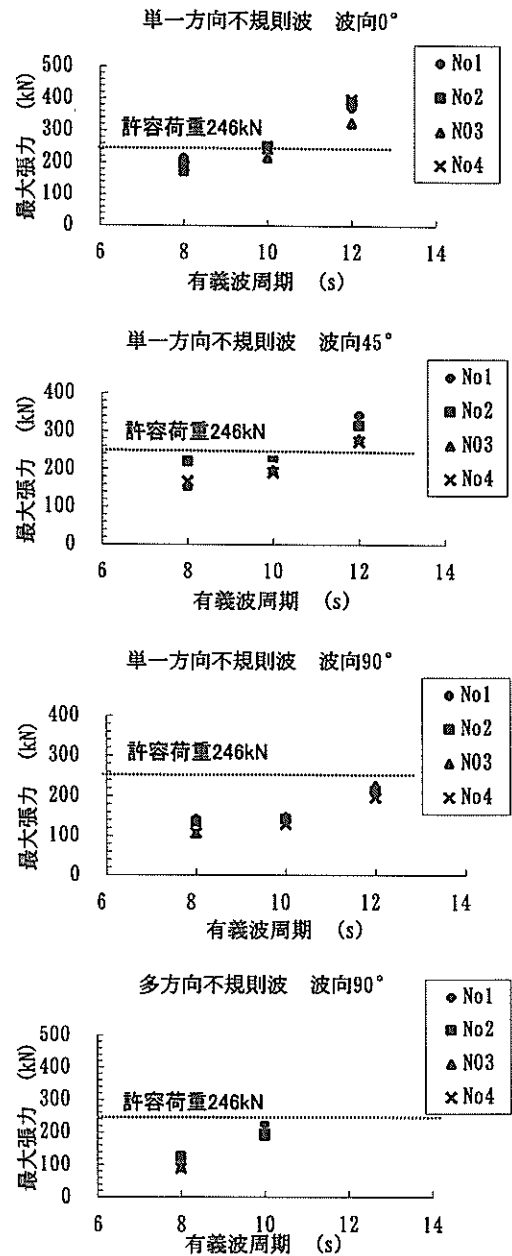 単一方向不規則波　波向0°
500
400
300
200
100
0
最大張力 (kN)
許容荷重246kN
6 8 10 12 14
有義波周期 (s)
No1
No2
NO3
No4
単一方向不規則波　波向45°
400
300
200
100
0
最大張力 (kN)
許容荷重246kN
6 8 10 12 14
有義波周期 (s)
No1
No2
NO3
No4
単一方向不規則波　波向90°
400
300
200
100
0
最大張力 (kN)
許容荷重246kN
6 8 10 12 14
有義波周期 (s)
No1
No2
NO3
No4
多方向不規則波　波向90°
500
400
300
200
100
0
最大張力 (kN)
許容荷重246kN
6 8 10 12 14
有義波周期 (s)
No1
No2
NO3
No4